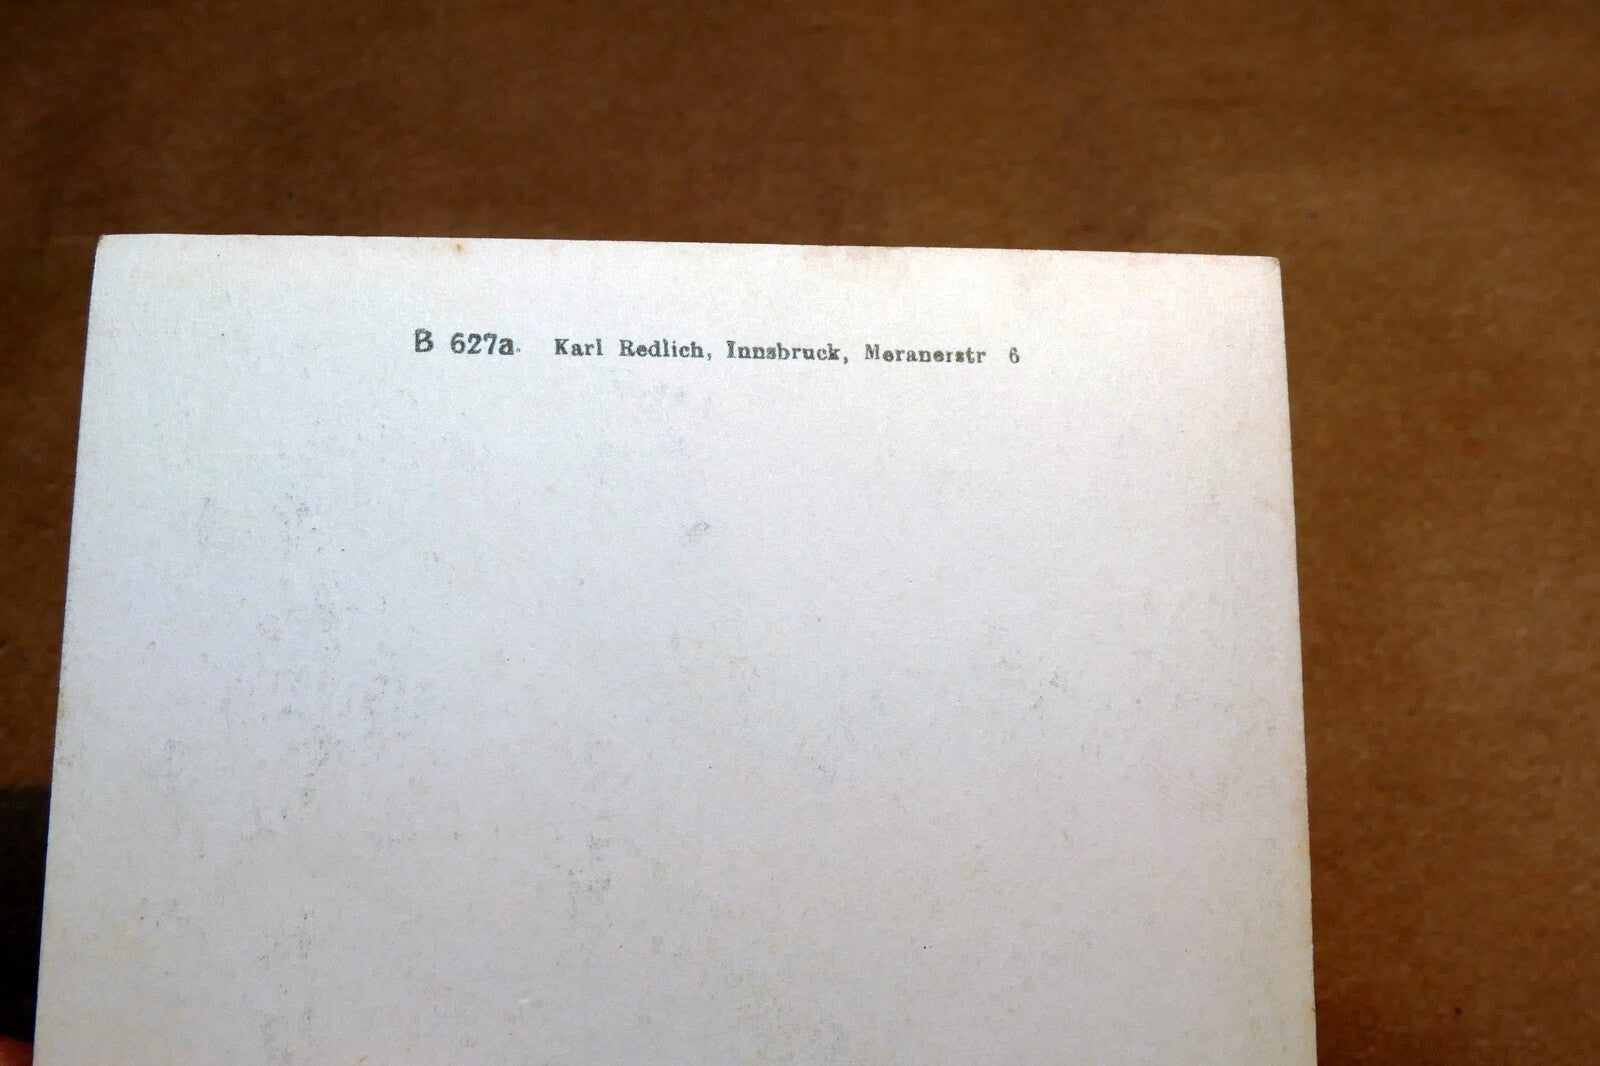 B 627a. Karl Redlich, Innsbruck, Meranerstr 6